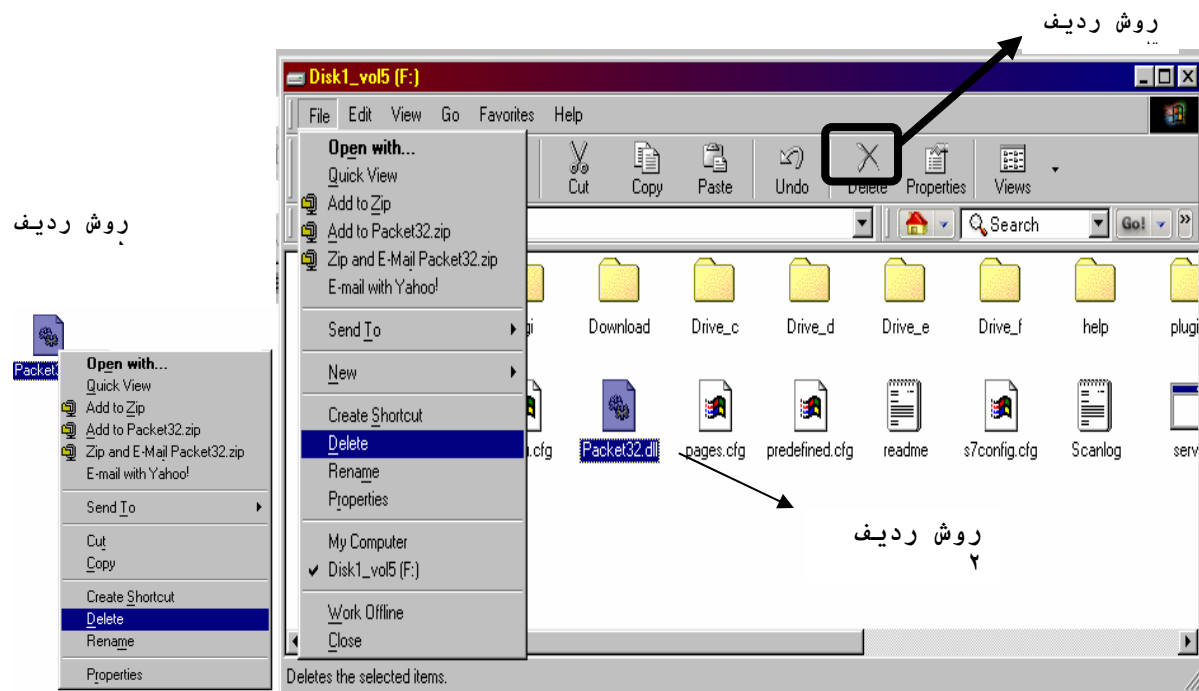 روش ردیف
Disk1_vol5 (F:)
File Edit View Go Favorites Help
Cut Copy Paste Undo Delete Properties Views
Search Go! »
Open with...
Quick View
Add to Zip
Add to Packet32.zip
Zip and E-Mail Packet32.zip
E-mail with Yahoo!
Send To
New
Create Shortcut
Delete
Rename
Properties
My Computer
Disk1_vol5 (F:)
Work Offline
Close
Download Drive_c Drive_d Drive_e Drive_f help plugi
.cfg Packet32.dll pages.cfg predefined.cfg readme s7config.cfg Scanlog serv
روش ردیف
۲
Deletes the selected items.
روش ردیف
Packet
Open with...
Quick View
Add to Zip
Add to Packet32.zip
Zip and E-Mail Packet32.zip
E-mail with Yahoo!
Send To
Cut
Copy
Create Shortcut
Delete
Rename
Properties